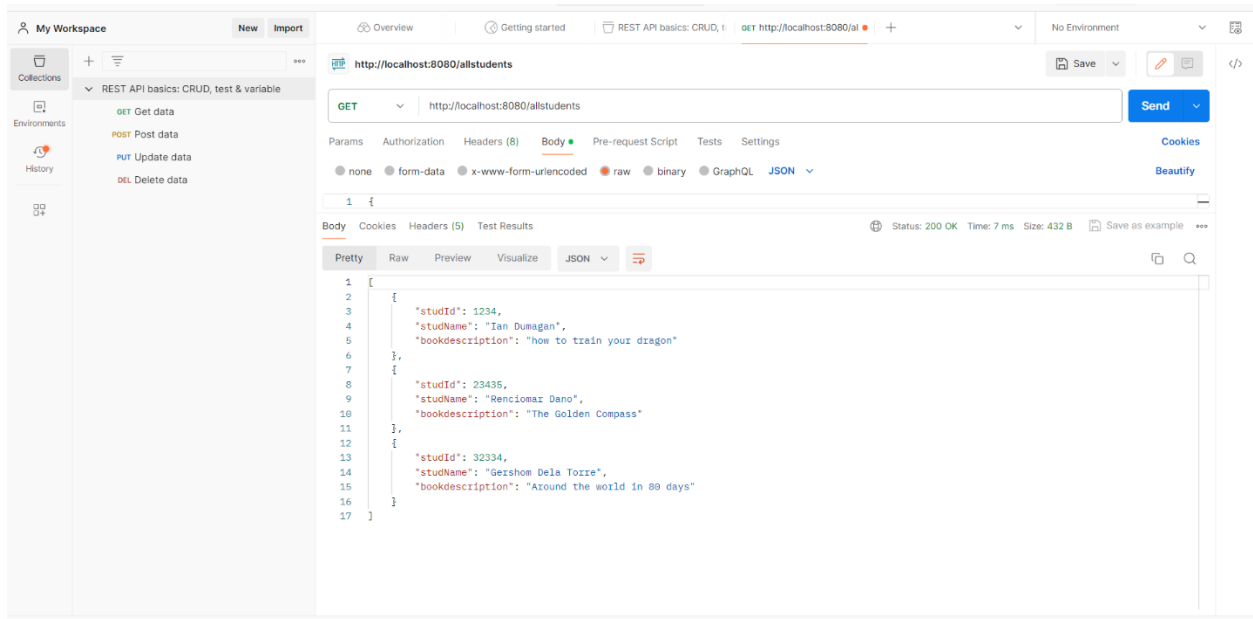 My Workspace New Import Overview Getting started REST API basics: CRUD, t GET http://localhost:8080/al No Environment
Collections
Environments
History
REST API basics: CRUD, test & variable
GET Get data
POST Post data
PUT Update data
DEL Delete data
HTTP http://localhost:8080/allstudents Save
GET http://localhost:8080/allstudents Send
Params Authorization Headers (8) Body Pre-request Script Tests Settings Cookies
none form-data x-www-form-urlencoded raw binary GraphQL JSON Beautify
1 {
Body Cookies Headers (5) Test Results Status: 200 OK Time: 7 ms Size: 432 B Save as example
Pretty Raw Preview Visualize JSON
1 [
2 {
3 "studId": 1234,
4 "studName": "Ian Dumagan",
5 "bookdescription": "how to train your dragon"
6 },
7 {
8 "studId": 23435,
9 "studName": "Renciomar Dano",
10 "bookdescription": "The Golden Compass"
11 },
12 {
13 "studId": 32334,
14 "studName": "Gershom Dela Torre",
15 "bookdescription": "Around the world in 80 days"
16 }
17 ]